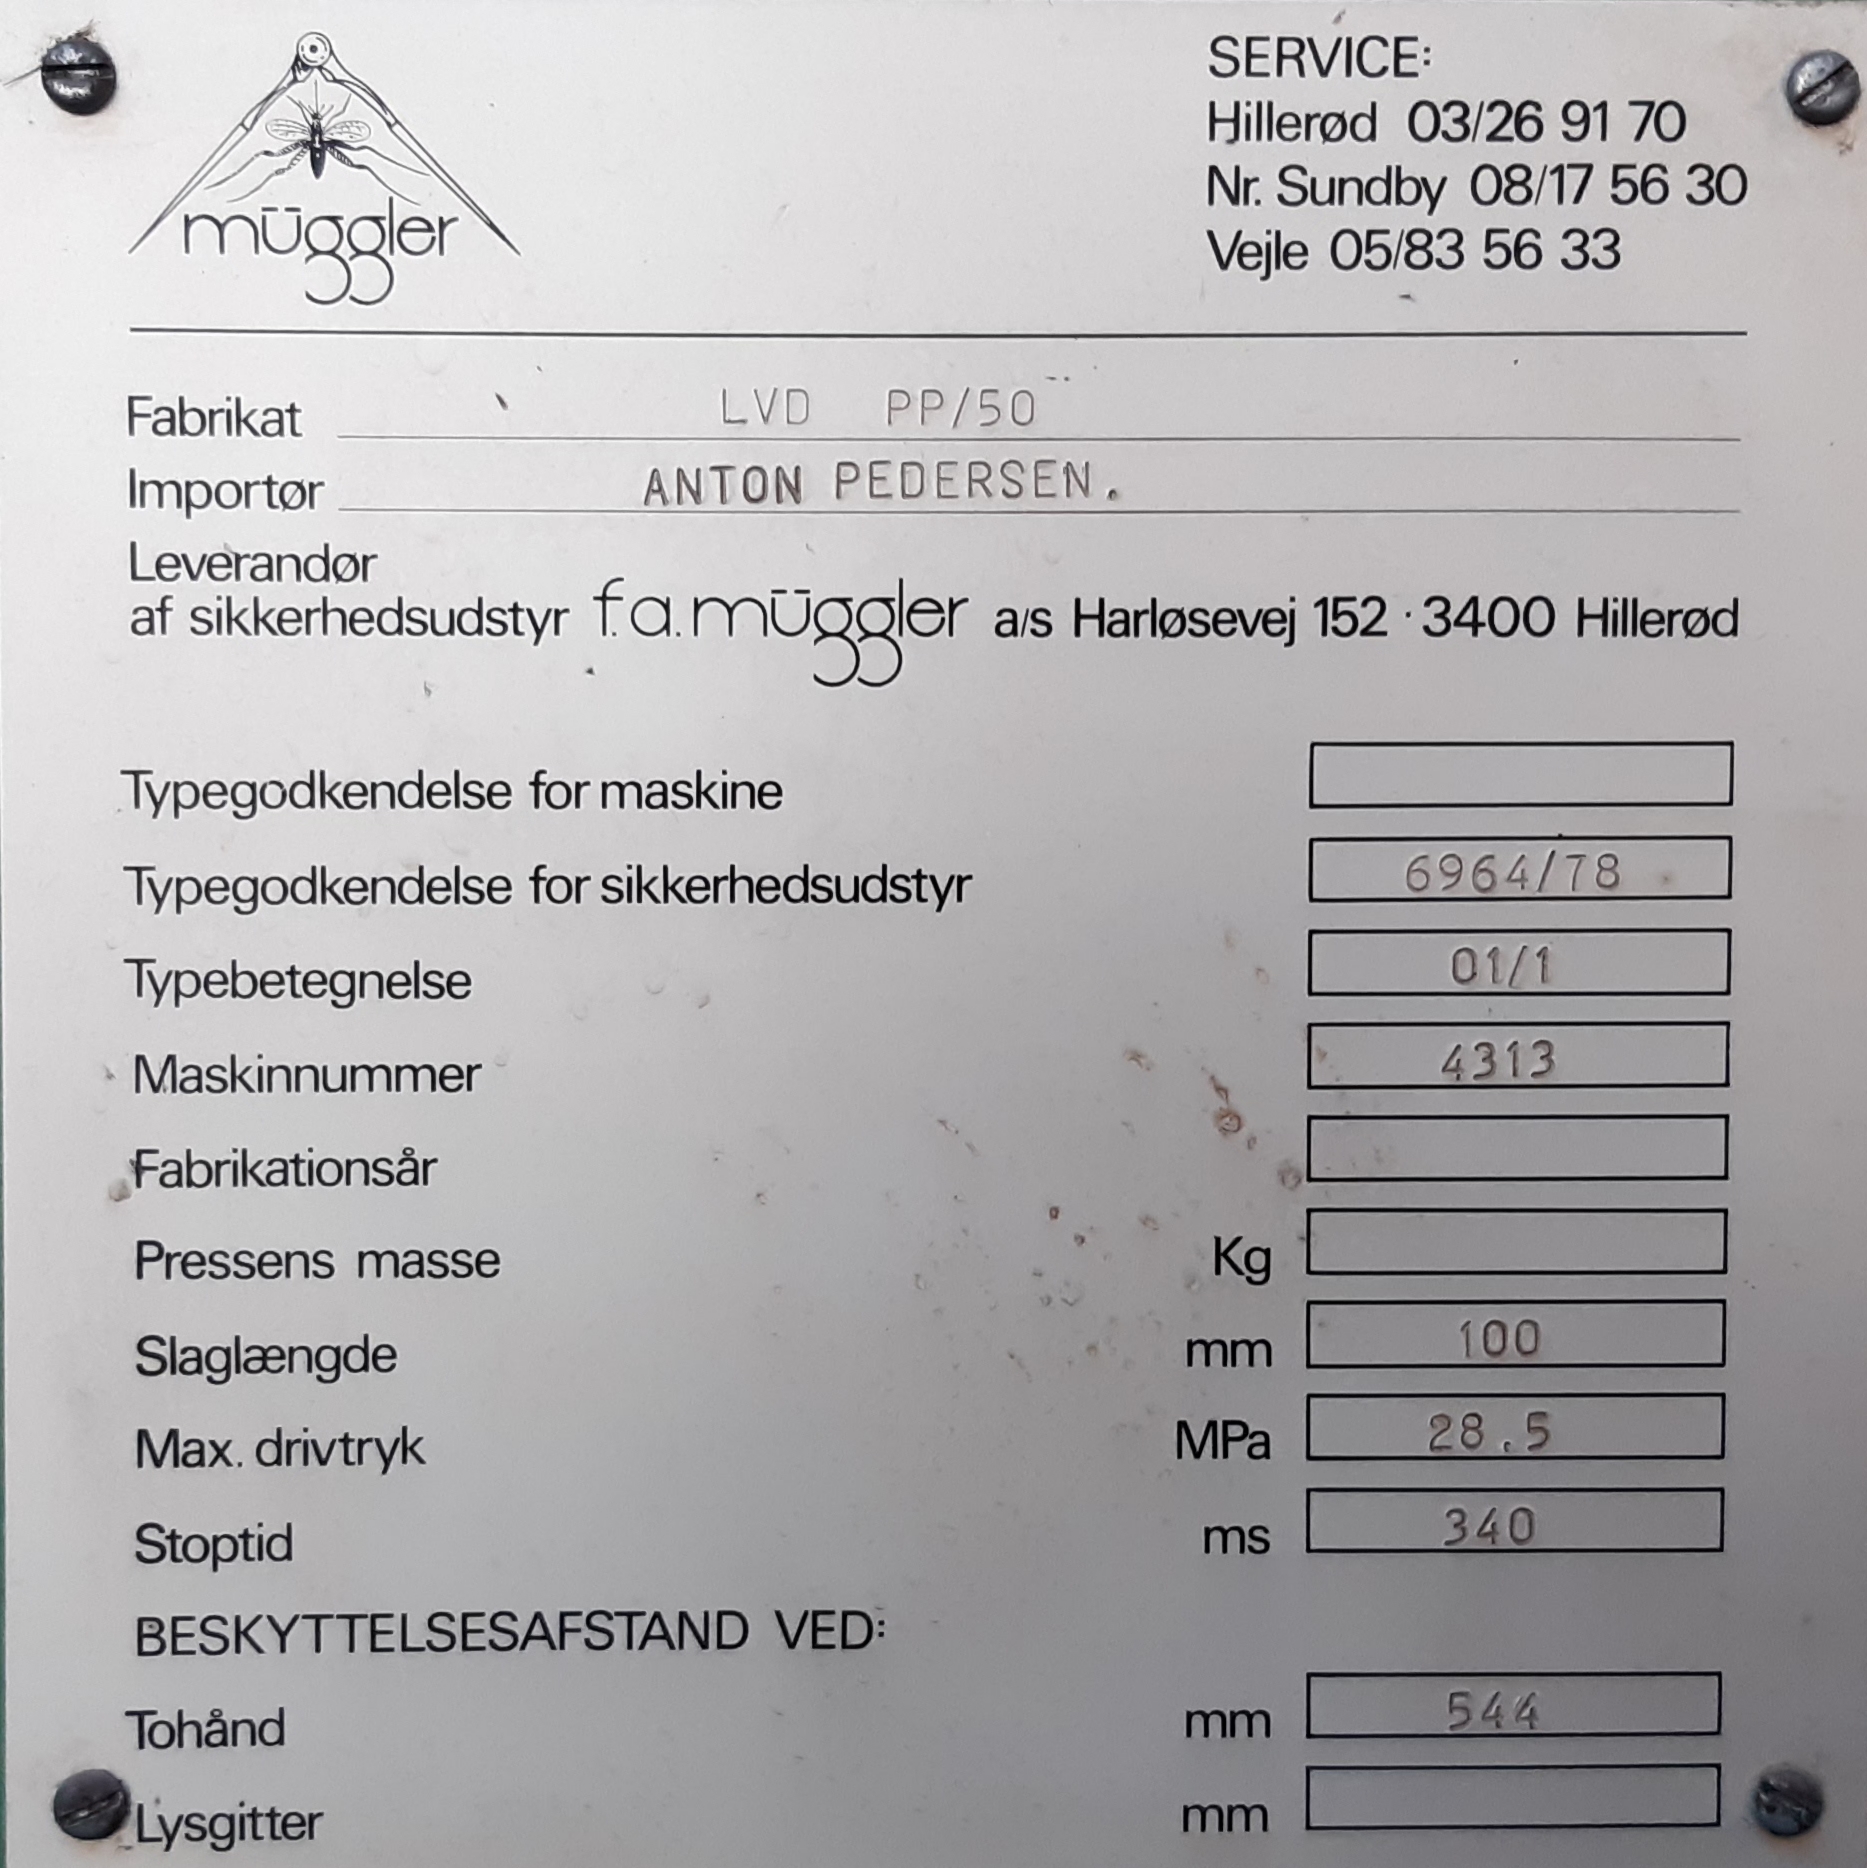 müggler
SERVICE:
Hillerød 03/26 91 70
Nr. Sundby 08/17 56 30
Vejle 05/83 56 33
Fabrikat LVD PP/50
Importør ANTON PEDERSEN.
Leverandør
af sikkerhedsudstyr f.a. müggler a/s Harløsevej 152 · 3400 Hillerød
Typegodkendelse for maskine
Typegodkendelse for sikkerhedsudstyr 6964/78
Typebetegnelse 01/1
Maskinnummer 4313
Fabrikationsår
Pressens masse Kg
Slaglængde mm 100
Max. drivtryk MPa 28.5
Stoptid ms 340
BESKYTTELSESAFSTAND VED:
Tohånd mm 544
Lysgitter mm